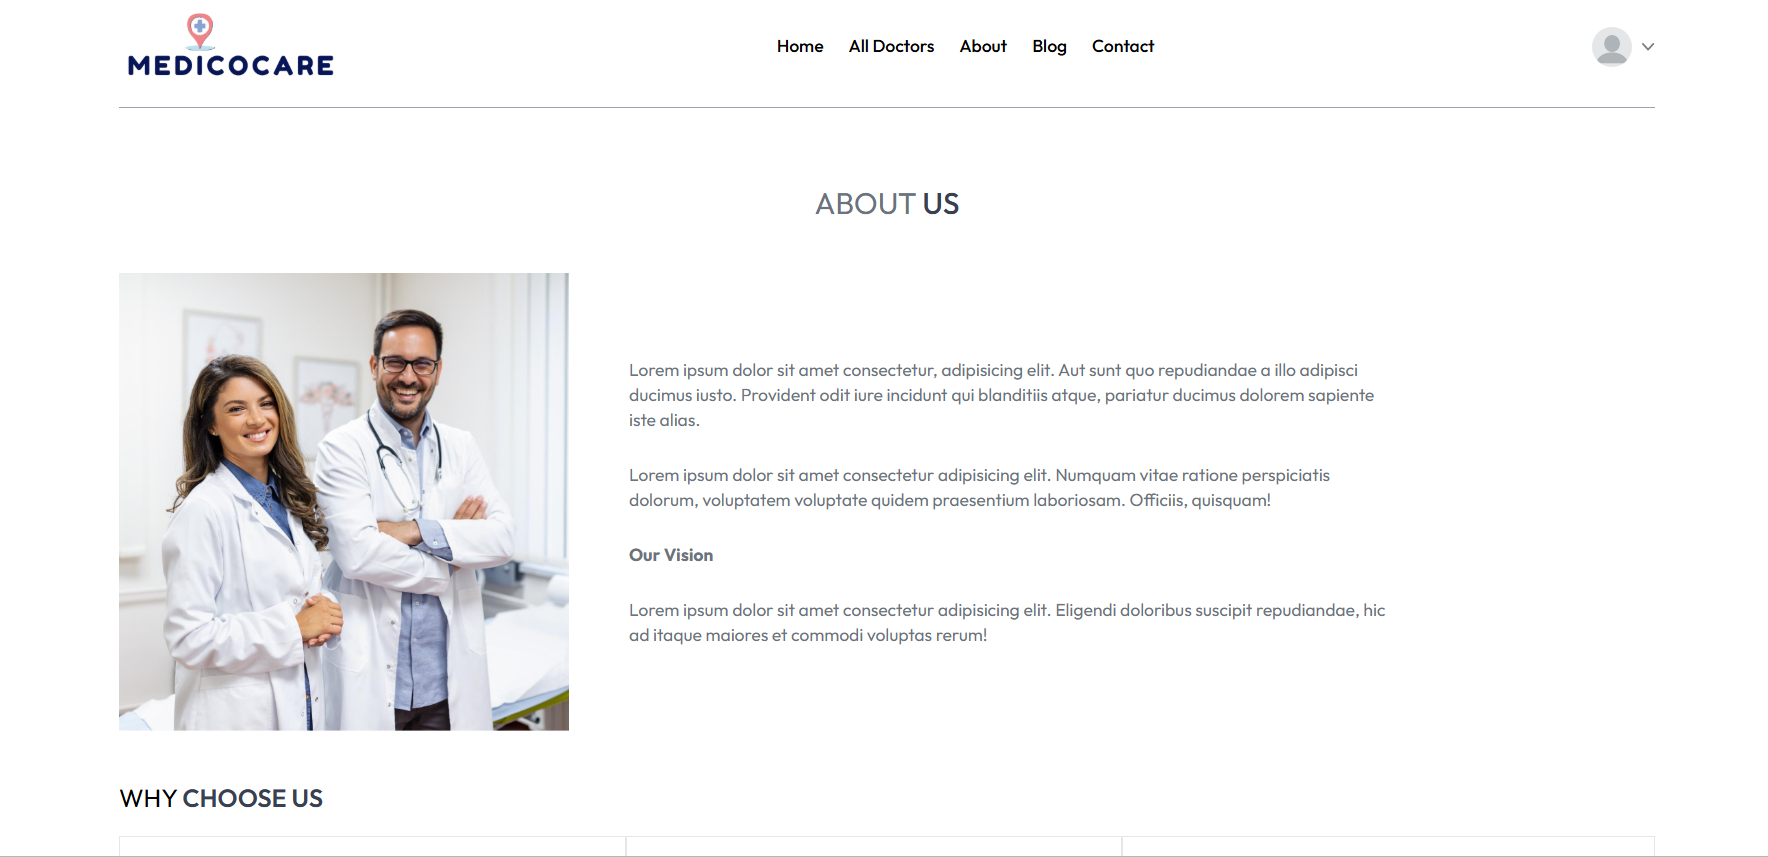 MEDICOCARE
Home All Doctors About Blog Contact
ABOUT US
Lorem ipsum dolor sit amet consectetur, adipisicing elit. Aut sunt quo repudiandae a illo adipisci
ducimus iusto. Provident odit iure incidunt qui blanditiis atque, pariatur ducimus dolorem sapiente
iste alias.
Lorem ipsum dolor sit amet consectetur adipisicing elit. Numquam vitae ratione perspiciatis
dolorum, voluptatem voluptate quidem praesentium laboriosam. Officiis, quisquam!
Our Vision
Lorem ipsum dolor sit amet consectetur adipisicing elit. Eligendi doloribus suscipit repudiandae, hic
ad itaque maiores et commodi voluptas rerum!
WHY CHOOSE US